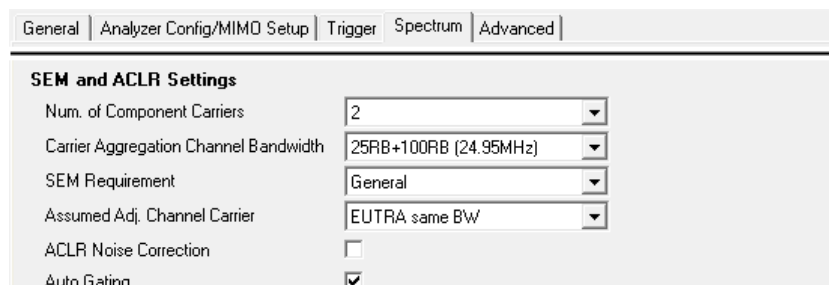 General Analyzer Config/MIMO Setup Trigger Spectrum Advanced
SEM and ACLR Settings
Num. of Component Carriers 2
Carrier Aggregation Channel Bandwidth 25RB+100RB (24.95MHz)
SEM Requirement General
Assumed Adj. Channel Carrier EUTRA same BW
ACLR Noise Correction
Auto Gating